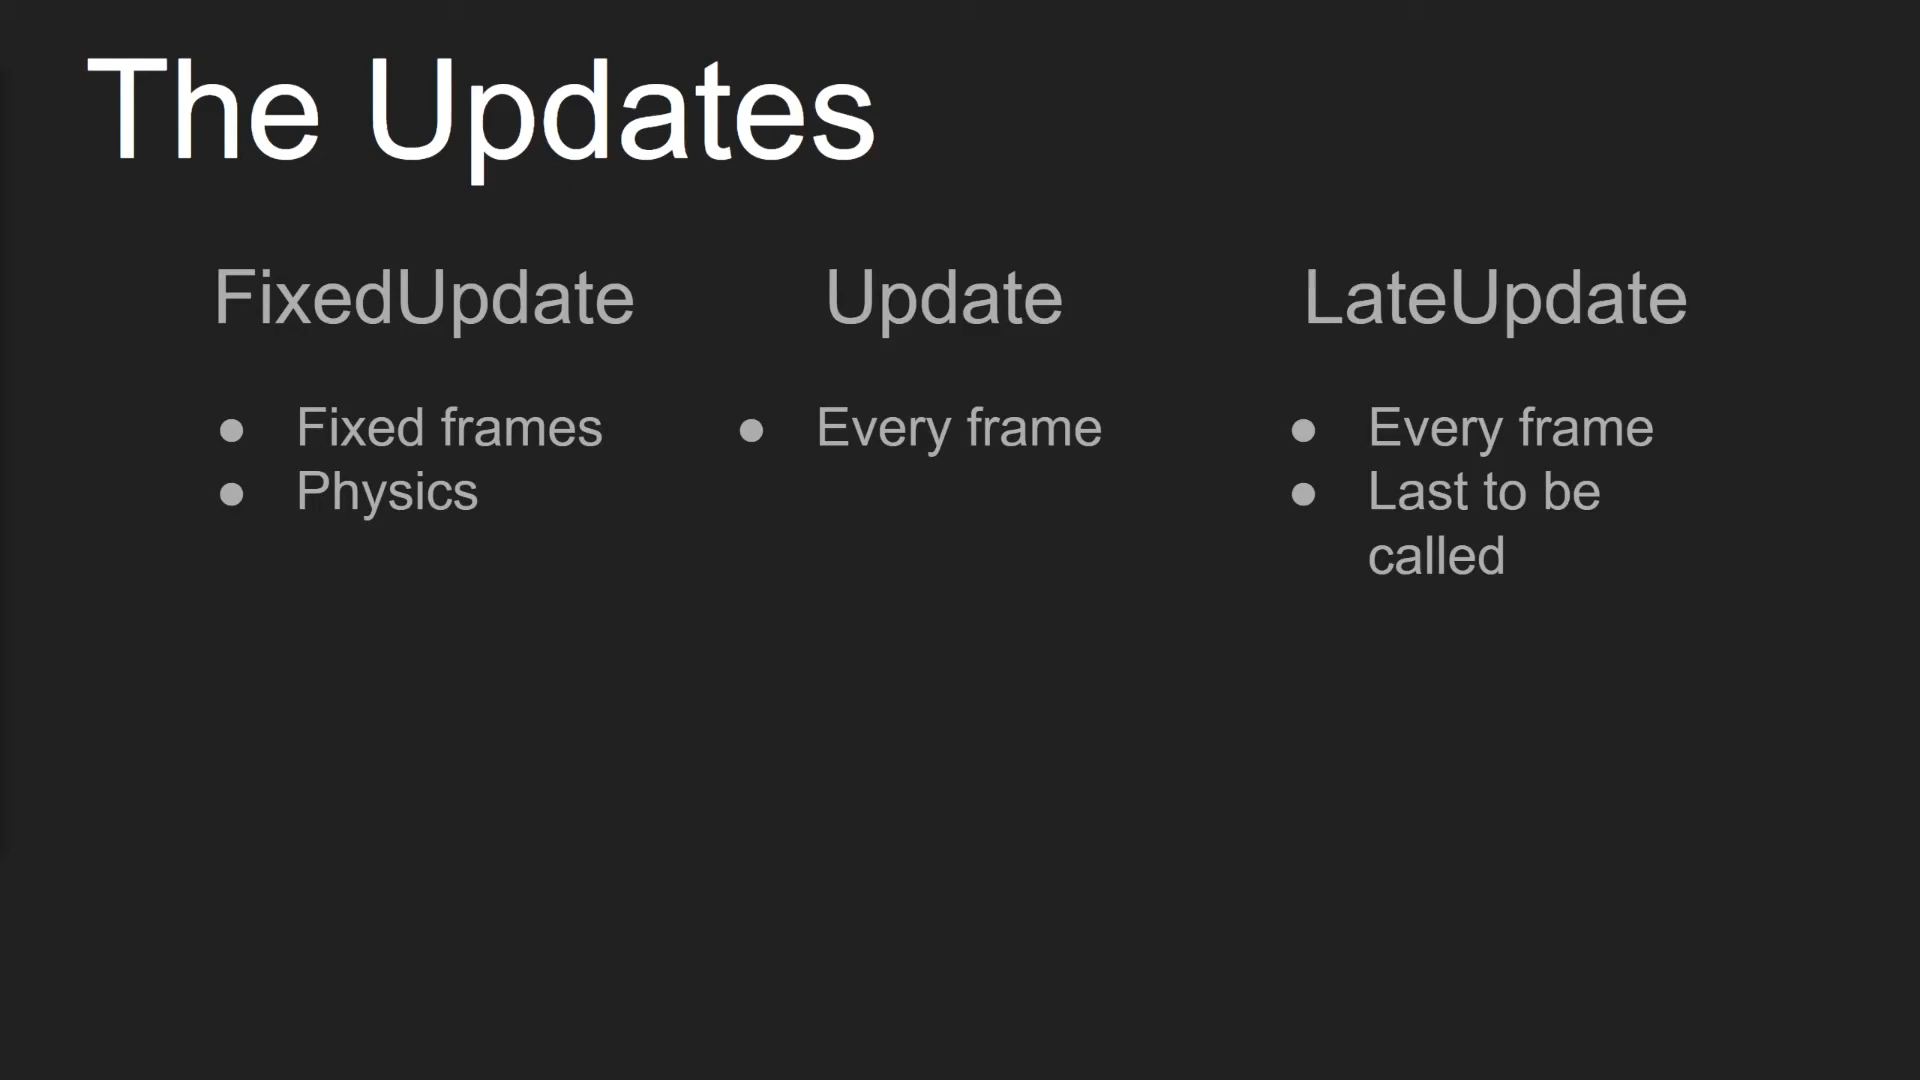 The Updates
FixedUpdate
● Fixed frames
● Physics
Update
● Every frame
LateUpdate
● Every frame
● Last to be
called